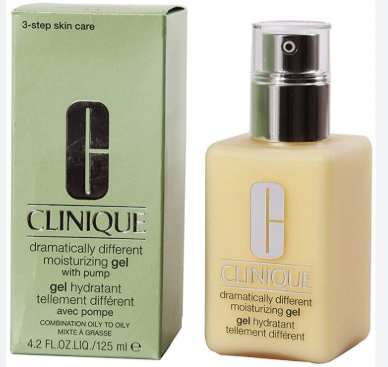 3-step skin care
C
CLINIQUE
dramatically different
moisturizing gel
with pump
gel hydratant
tellement différent
avec pompe
COMBINATION OILY TO OILY
MIXTE À GRASSE
4.2 FL.OZ.LIQ./125 ml ℮
C
CLINIQUE
dramatically different
moisturizing gel
gel hydratant
tellement différent